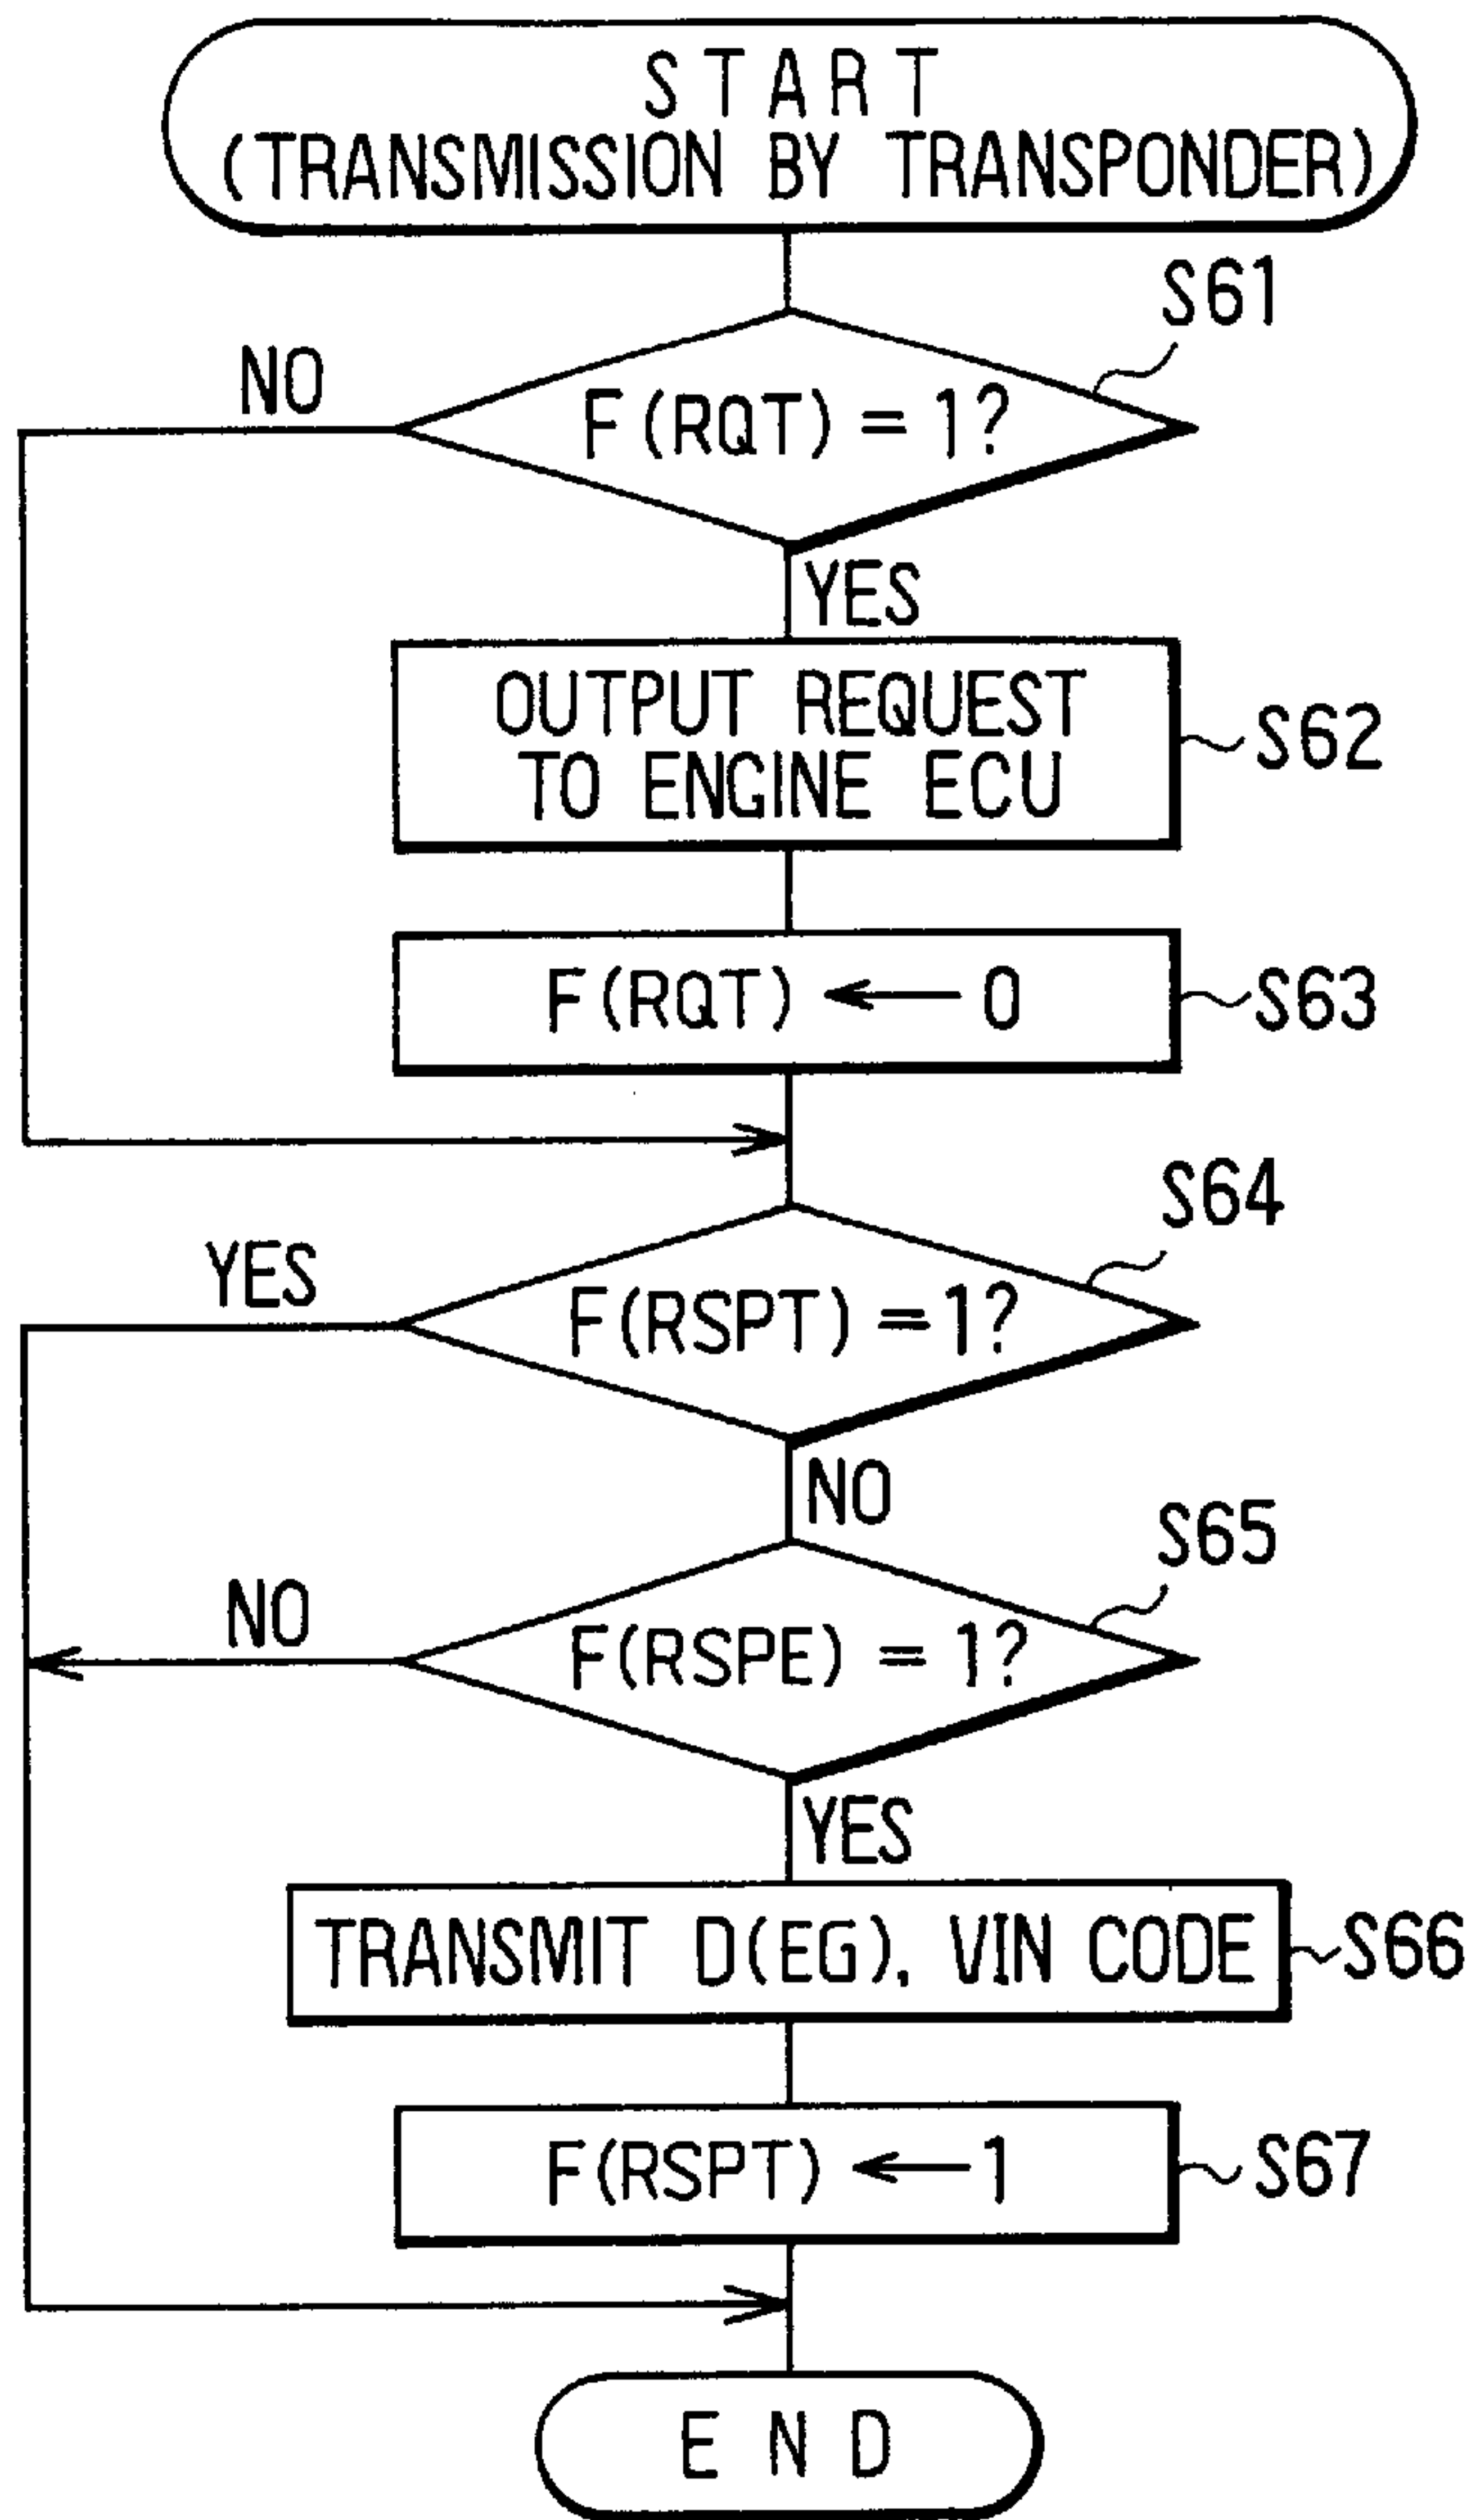 START
(TRANSMISSION BY TRANSPONDER)
S61
NO
F(RQT)=1?
YES
OUTPUT REQUEST
TO ENGINE ECU
S62
F(RQT) ← 0
S63
S64
YES
F(RSPT)=1?
NO
S65
NO
F(RSPE)=1?
YES
TRANSMIT D(EG), VIN CODE
S66
F(RSPT) ← 1
S67
END